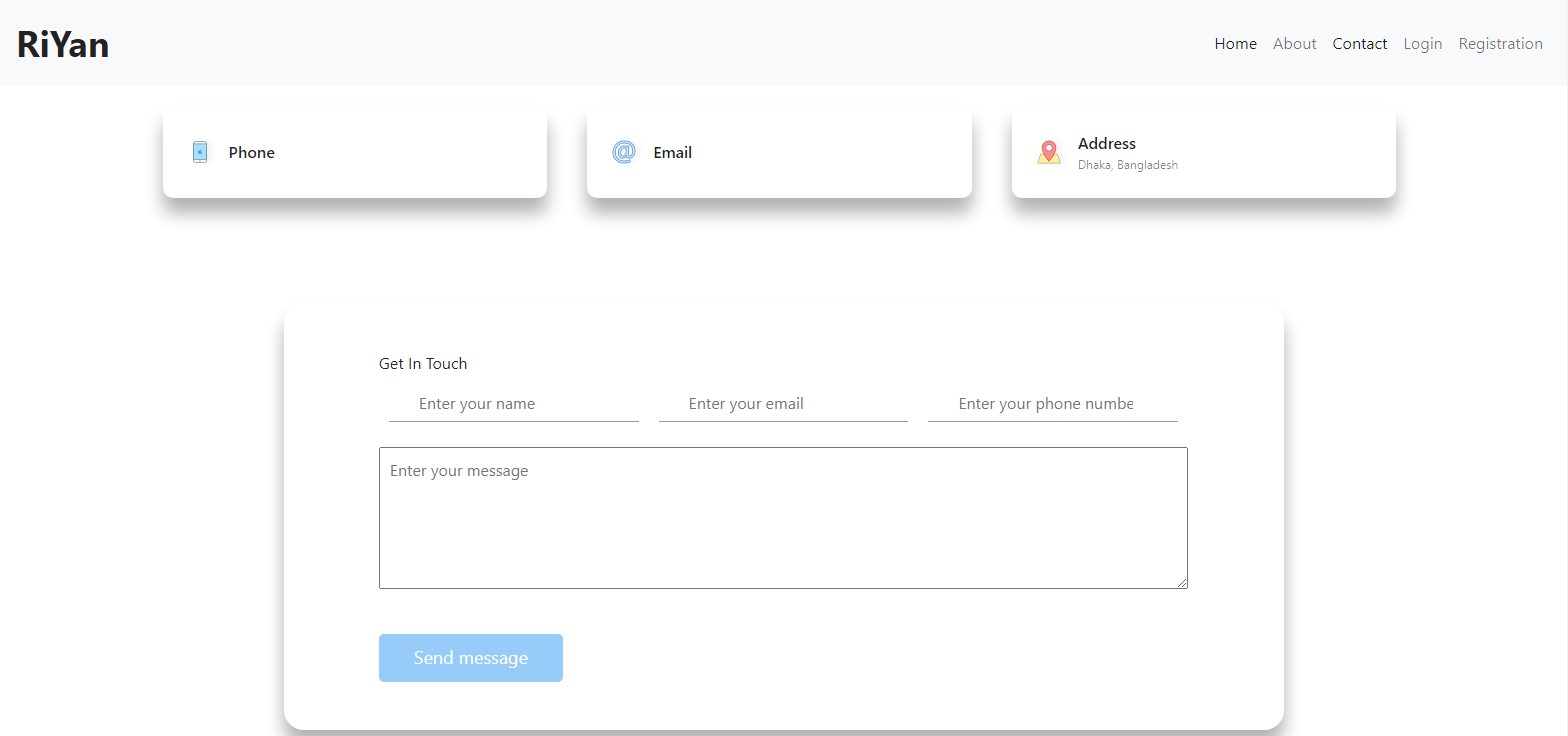 RiYan
Home About Contact Login Registration
Phone
Email
Address
Dhaka, Bangladesh
Get In Touch
Enter your name
Enter your email
Enter your phone numbe
Enter your message
Send message